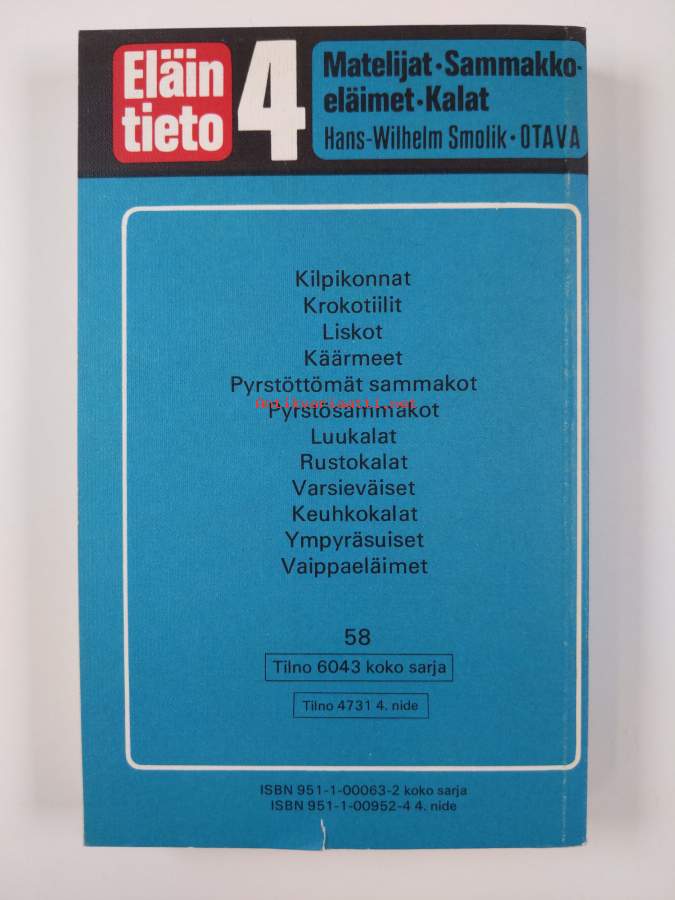 Eläin
tieto
4
Matelijat·Sammakko-
eläimet·Kalat
Hans-Wilhelm Smolik·OTAVA
Kilpikonnat
Krokotiilit
Liskot
Käärmeet
Pyrstöttömät sammakot
antikvariaatti.net
Pyrstösammakot
Luukalat
Rustokalat
Varsieväiset
Keuhkokalat
Ympyräsuiset
Vaippaeläimet
58
Tilno 6043 koko sarja
Tilno 4731 4. nide
ISBN 951-1-00063-2 koko sarja
ISBN 951-1-00952-4 4. nide